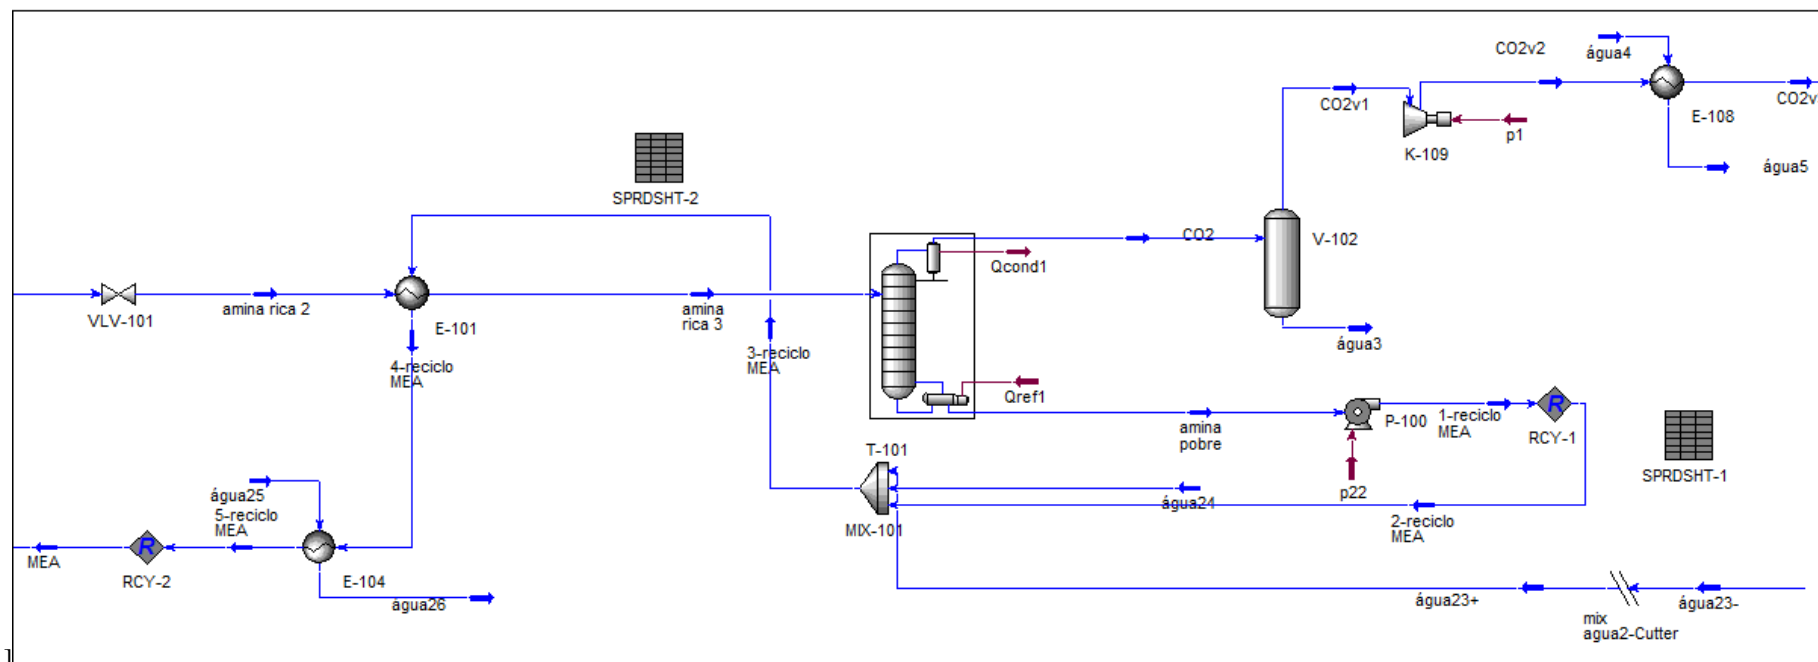 CO2v2
água4
CO2v1
CO2v
E-108
p1
K-109
água5
SPRDSHT-2
CO2
V-102
Qcond1
amina rica 2
VLV-101
E-101
amina
rica 3
água3
3-reciclo
MEA
4-reciclo
MEA
Qref1
amina
pobre
P-100
1-reciclo
MEA
R
RCY-1
T-101
SPRDSHT-1
água25
5-reciclo
MEA
água24
p22
MIX-101
2-reciclo
MEA
R
MEA
RCY-2
E-104
água26
água23+
água23-
mix
agua2-Cutter